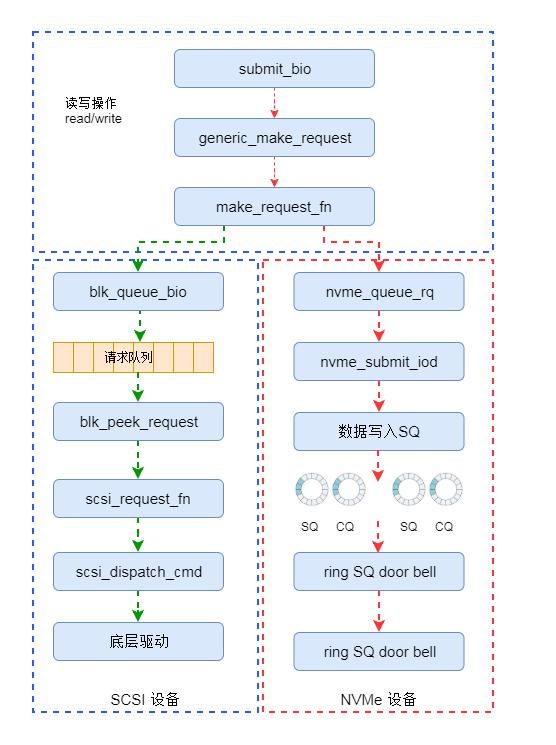 submit_bio
读写操作
read/write
generic_make_request
make_request_fn
blk_queue_bio
请求队列
blk_peek_request
scsi_request_fn
scsi_dispatch_cmd
底层驱动
SCSI 设备
nvme_queue_rq
nvme_submit_iod
数据写入SQ
SQ CQ SQ CQ
ring SQ door bell
ring SQ door bell
NVMe 设备